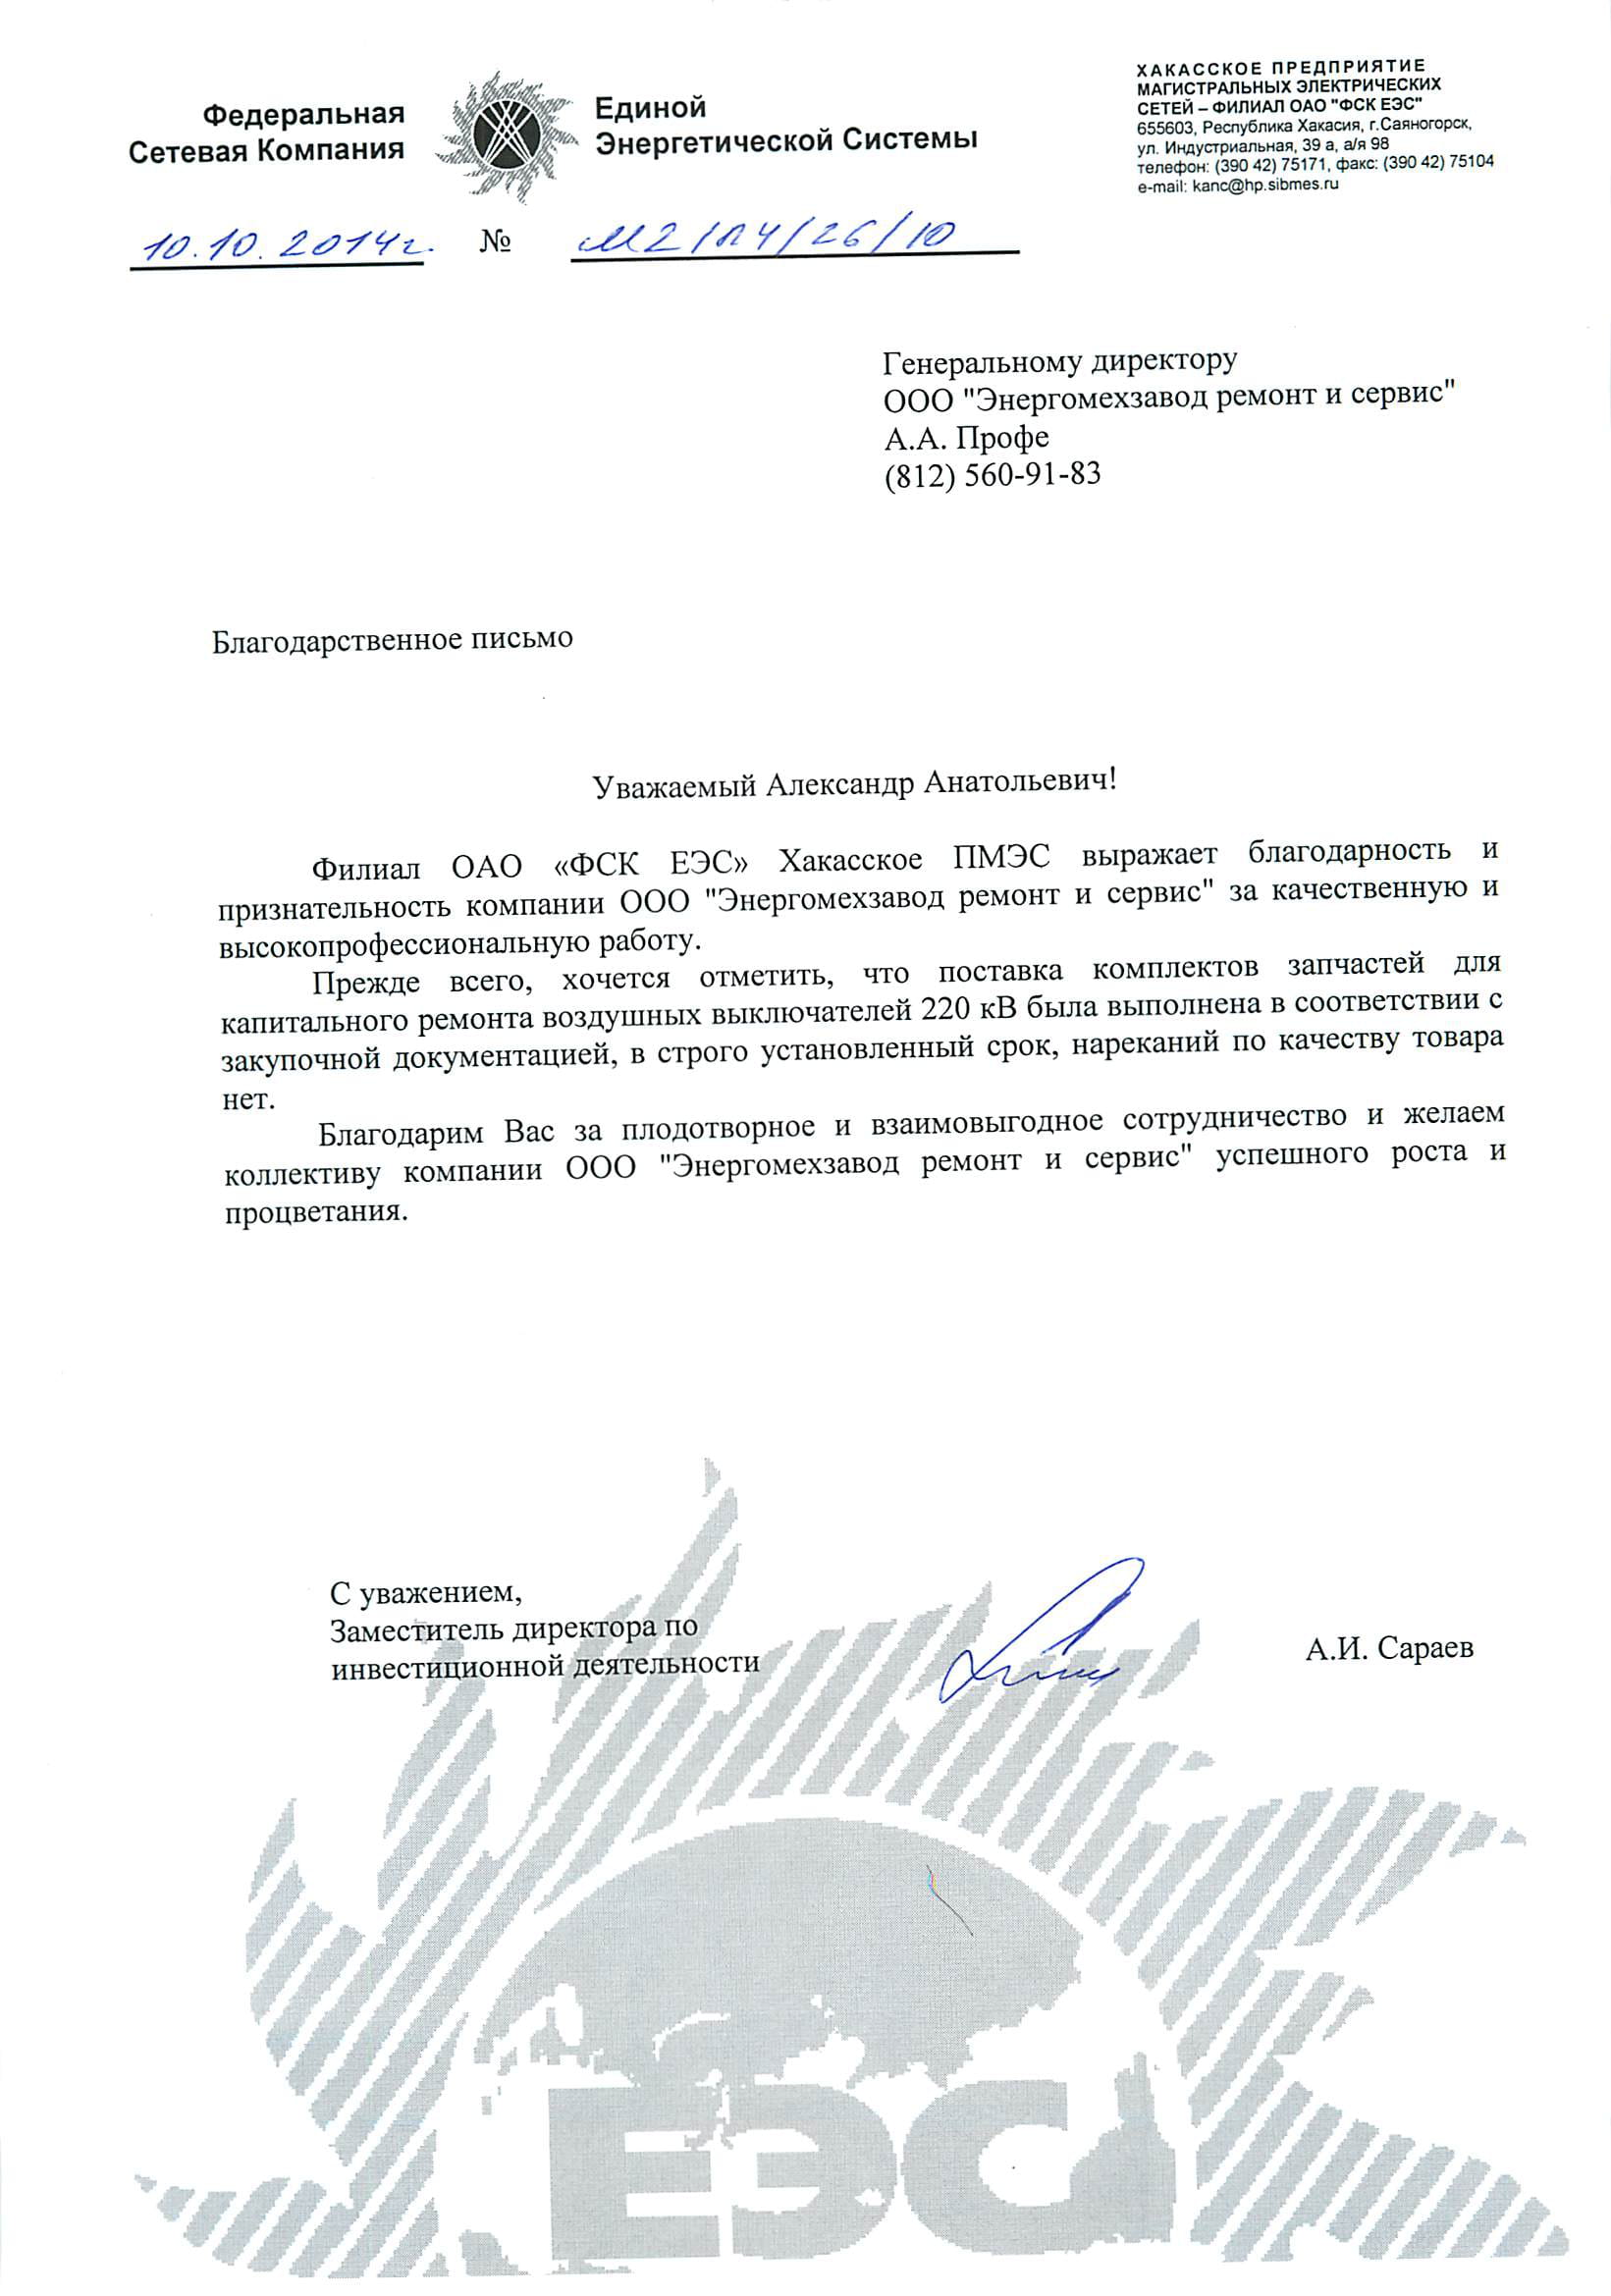 Федеральная
Сетевая Компания
Единой
Энергетической Системы
ХАКАССКОЕ ПРЕДПРИЯТИЕ
МАГИСТРАЛЬНЫХ ЭЛЕКТРИЧЕСКИХ
СЕТЕЙ – ФИЛИАЛ ОАО "ФСК ЕЭС"
655603, Республика Хакасия, г.Саяногорск,
ул. Индустриальная, 39 а, а/я 98
телефон: (390 42) 75171, факс: (390 42) 75104
e-mail: kanc@hp.sibmes.ru
10.10.2014г. № М2/П4/26/10
Генеральному директору
ООО "Энергомехзавод ремонт и сервис"
А.А. Профе
(812) 560-91-83
Благодарственное письмо
Уважаемый Александр Анатольевич!
Филиал ОАО «ФСК ЕЭС» Хакасское ПМЭС выражает благодарность и
признательность компании ООО "Энергомехзавод ремонт и сервис" за качественную и
высокопрофессиональную работу.
Прежде всего, хочется отметить, что поставка комплектов запчастей для
капитального ремонта воздушных выключателей 220 кВ была выполнена в соответствии с
закупочной документацией, в строго установленный срок, нареканий по качеству товара
нет.
Благодарим Вас за плодотворное и взаимовыгодное сотрудничество и желаем
коллективу компании ООО "Энергомехзавод ремонт и сервис" успешного роста и
процветания.
С уважением,
Заместитель директора по
инвестиционной деятельности
А.И. Сараев
ЕЭС